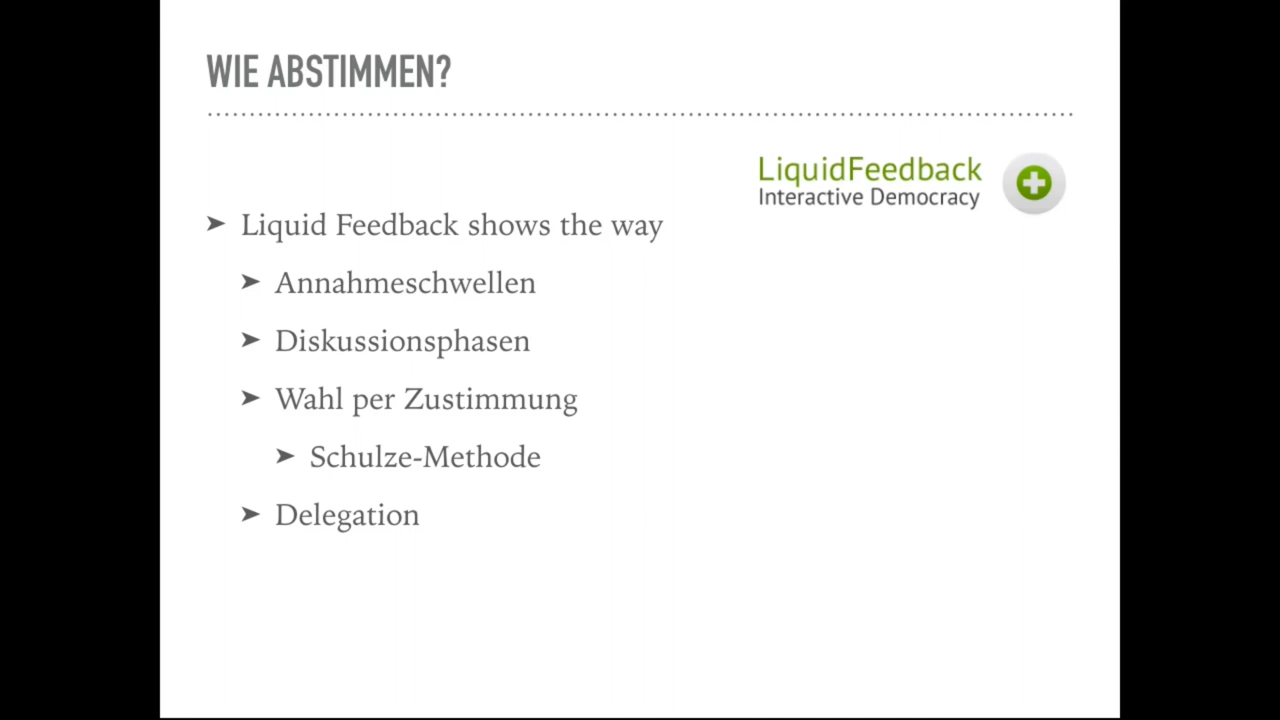 WIE ABSTIMMEN?
LiquidFeedback
Interactive Democracy
➤ Liquid Feedback shows the way
➤ Annahmeschwellen
➤ Diskussionsphasen
➤ Wahl per Zustimmung
➤ Schulze-Methode
➤ Delegation